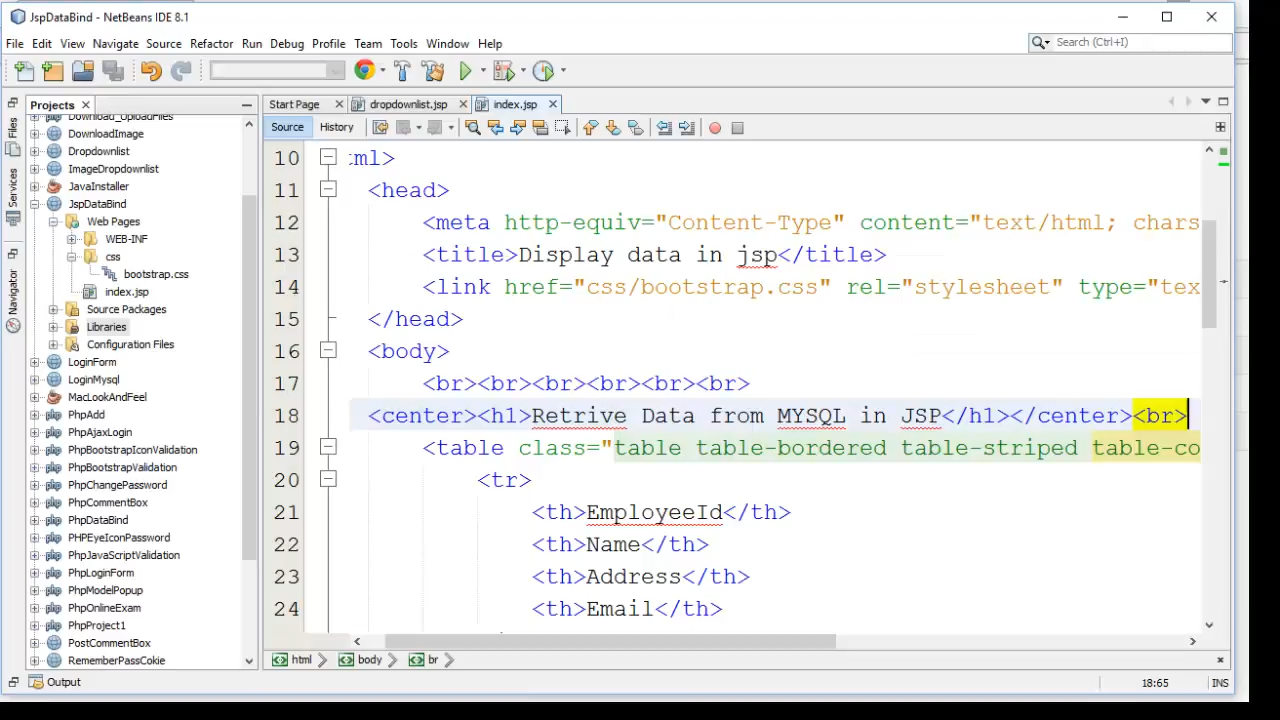 JspDataBind - NetBeans IDE 8.1
File Edit View Navigate Source Refactor Run Debug Profile Team Tools Window Help
Search (Ctrl+I)
Files
Services
Navigator
Projects
Download_UploadFiles
DownloadImage
Dropdownlist
ImageDropdownlist
JavaInstaller
JspDataBind
Web Pages
WEB-INF
css
bootstrap.css
index.jsp
Source Packages
Libraries
Configuration Files
LoginForm
LoginMysql
MacLookAndFeel
PhpAdd
PhpAjaxLogin
PhpBootstrapIconValidation
PhpBootstrapValidation
PhpChangePassword
PhpCommentBox
PhpDataBind
PHPEyeIconPassword
PhpJavaScriptValidation
PhpLoginForm
PhpModelPopup
PhpOnlineExam
PhpProject1
PostCommentBox
RememberPassCokie
Start Page dropdownlist.jsp index.jsp
Source History
10 ml>
11 <head>
12 <meta http-equiv="Content-Type" content="text/html; chars
13 <title>Display data in jsp</title>
14 <link href="css/bootstrap.css" rel="stylesheet" type="tex
15 </head>
16 <body>
17 <br><br><br><br><br><br>
18 <center><h1>Retrive Data from MYSQL in JSP</h1></center><br>
19 <table class="table table-bordered table-striped table-co
20 <tr>
21 <th>EmployeeId</th>
22 <th>Name</th>
23 <th>Address</th>
24 <th>Email</th>
html body br
Output
18:65 INS